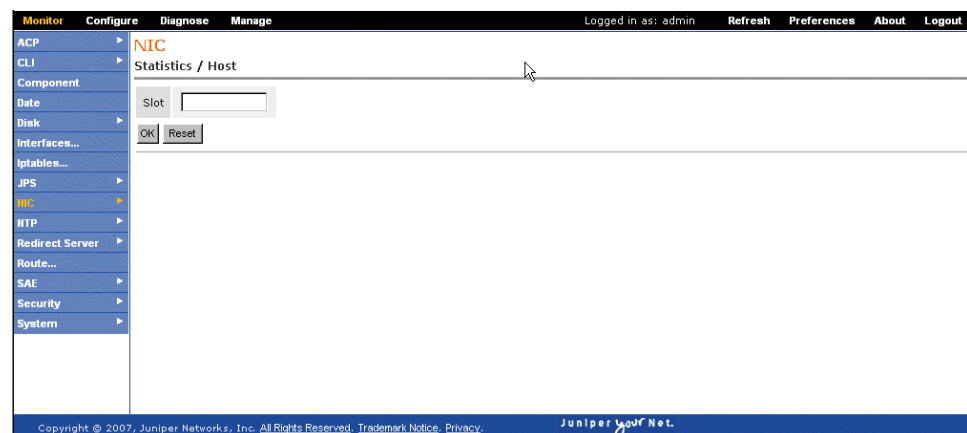 Monitor Configure Diagnose Manage Logged in as: admin Refresh Preferences About Logout
ACP
CLI
Component
Date
Disk
Interfaces...
Iptables...
JPS
NIC
NTP
Redirect Server
Route...
SAE
Security
System
NIC
Statistics / Host
Slot
OK Reset
Copyright © 2007, Juniper Networks, Inc. All Rights Reserved. Trademark Notice. Privacy.
Juniper your Net.